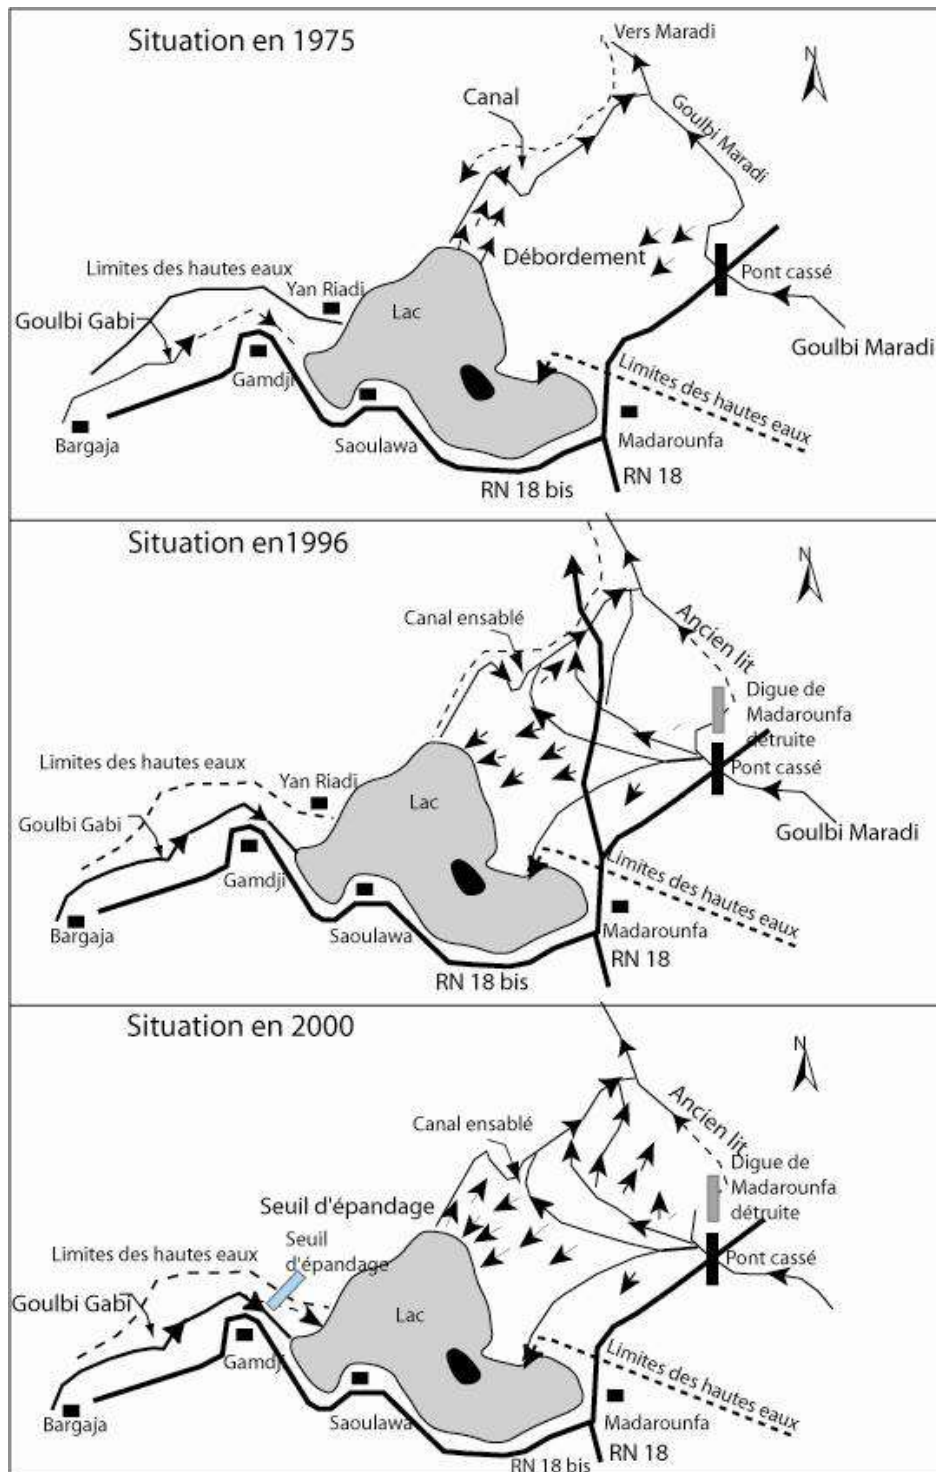 Situation en 1975
Vers Maradi
N
Canal
Goulbi Maradi
Débordement
Pont cassé
Limites des hautes eaux
Yan Riadi
Goulbi Gabi
Lac
Goulbi Maradi
Gamdji
Limites des hautes eaux
Bargaja
Saoulawa
Madarounfa
RN 18 bis
RN 18
Situation en1996
N
Canal ensablé
Ancien lit
Digue de
Madarounfa
détruite
Limites des hautes eaux
Yan Riadi
Pont cassé
Lac
Goulbi Gabi
Goulbi Maradi
Gamdji
Limites des hautes eaux
Bargaja
Saoulawa
Madarounfa
RN 18 bis
RN 18
Situation en 2000
N
Canal ensablé
Ancien lit
Digue de
Madarounfa
détruite
Seuil d'épandage
Limites des hautes eaux
Seuil
d'épandage
Pont cassé
Goulbi Gabi
Lac
Gamdji
Limites des hautes eaux
Bargaja
Saoulawa
Madarounfa
RN 18 bis
RN 18